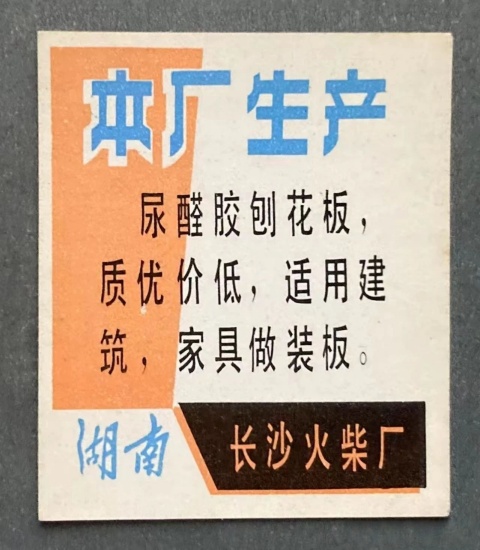 本厂生产
尿醛胶刨花板，
质优价低，适用建
筑，家具做装板。
湖南 长沙火柴厂